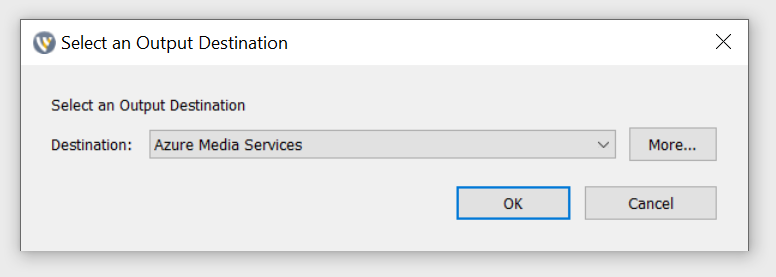 Select an Output Destination
Select an Output Destination
Destination: Azure Media Services More...
OK Cancel